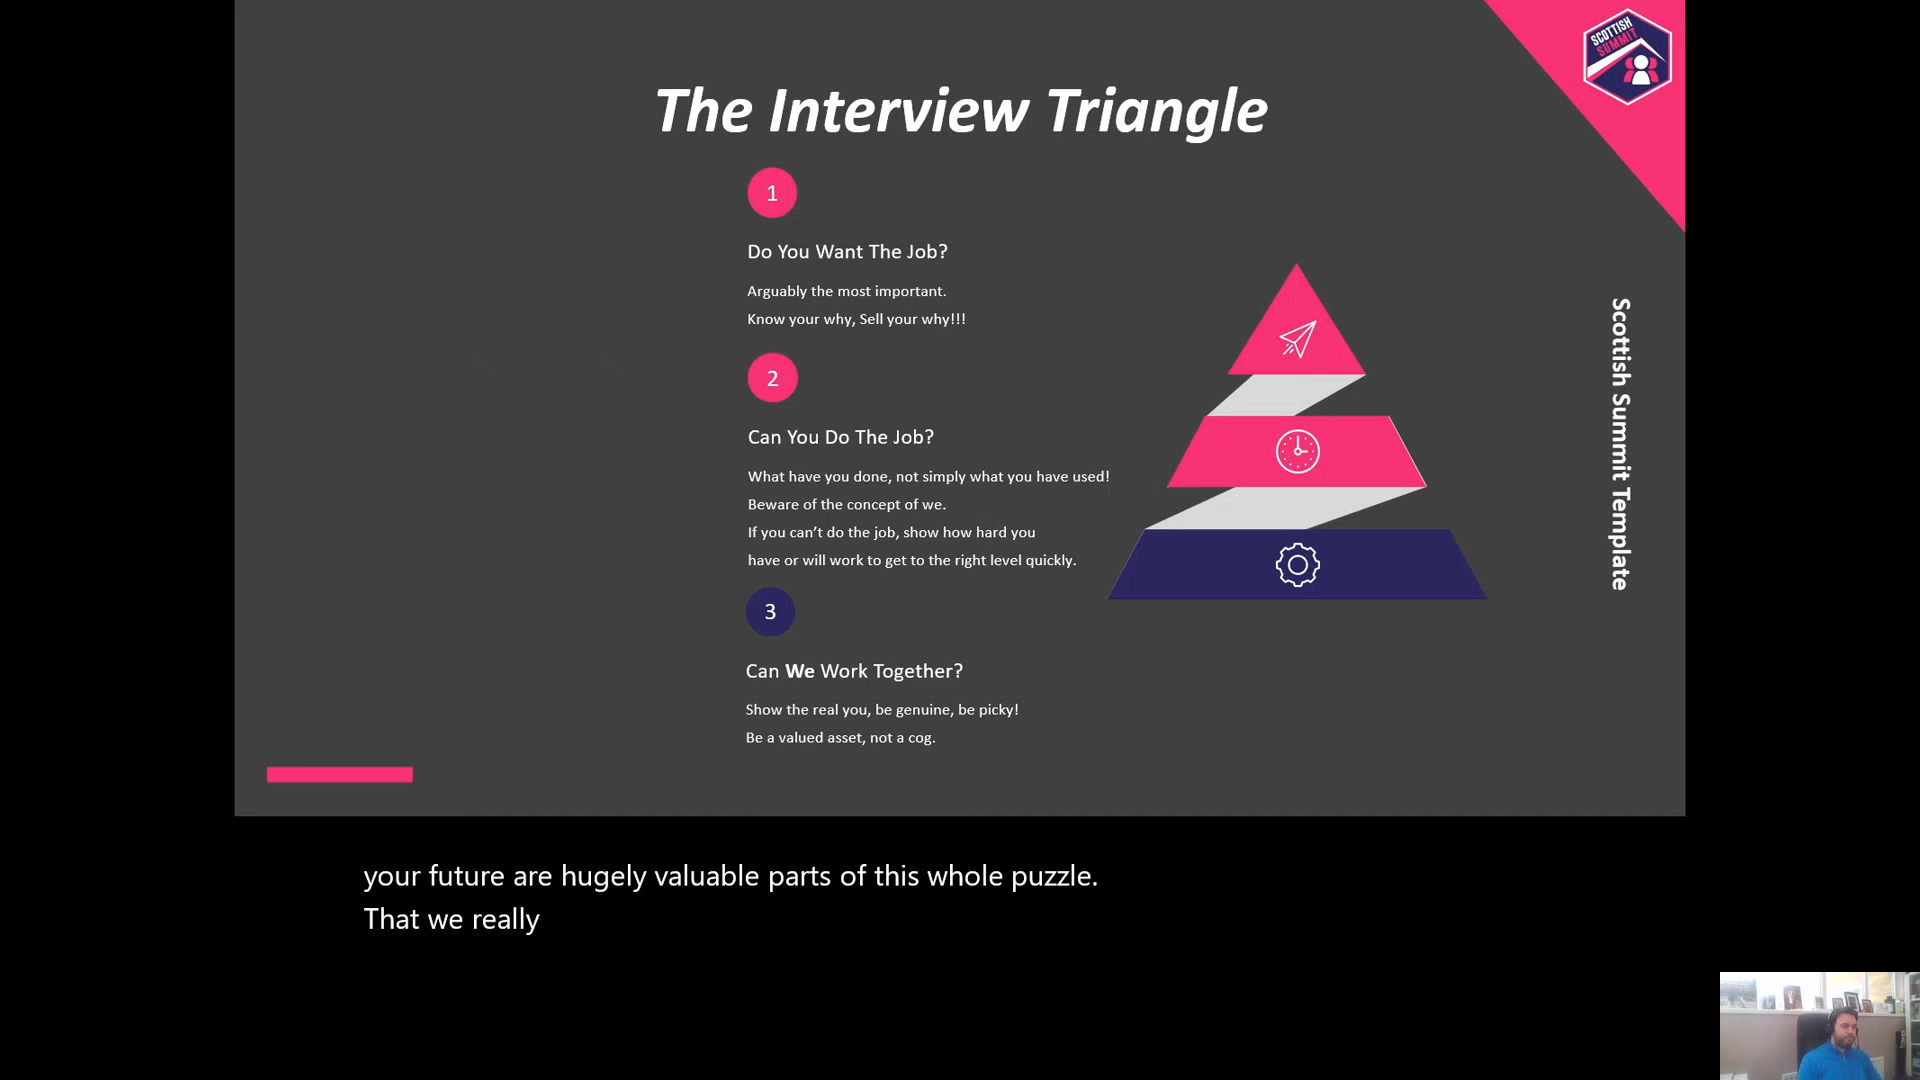 SCOTTISH
SUMMIT
The Interview Triangle
1
Do You Want The Job?
Arguably the most important.
Know your why, Sell your why!!!
2
Can You Do The Job?
What have you done, not simply what you have used!
Beware of the concept of we.
If you can’t do the job, show how hard you
have or will work to get to the right level quickly.
3
Can We Work Together?
Show the real you, be genuine, be picky!
Be a valued asset, not a cog.
Scottish Summit Template
your future are hugely valuable parts of this whole puzzle.
That we really